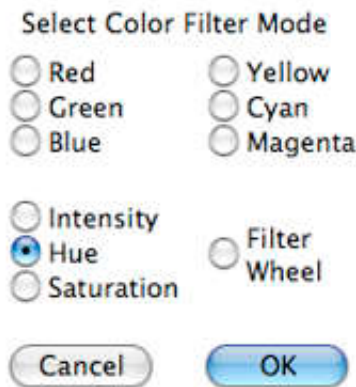 Select Color Filter Mode
Red
Green
Blue
Yellow
Cyan
Magenta
Intensity
Hue
Saturation
Filter
Wheel
Cancel
OK